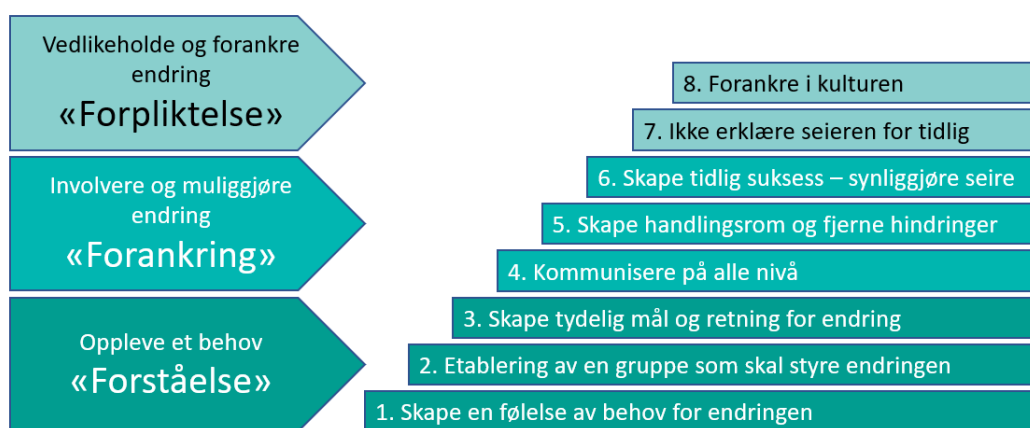 Vedlikeholde og forankre
endring
«Forpliktelse»
Involvere og muliggjøre
endring
«Forankring»
Oppleve et behov
«Forståelse»
8. Forankre i kulturen
7. Ikke erklære seieren for tidlig
6. Skape tidlig suksess – synliggjøre seire
5. Skape handlingsrom og fjerne hindringer
4. Kommunisere på alle nivå
3. Skape tydelig mål og retning for endring
2. Etablering av en gruppe som skal styre endringen
1. Skape en følelse av behov for endringen